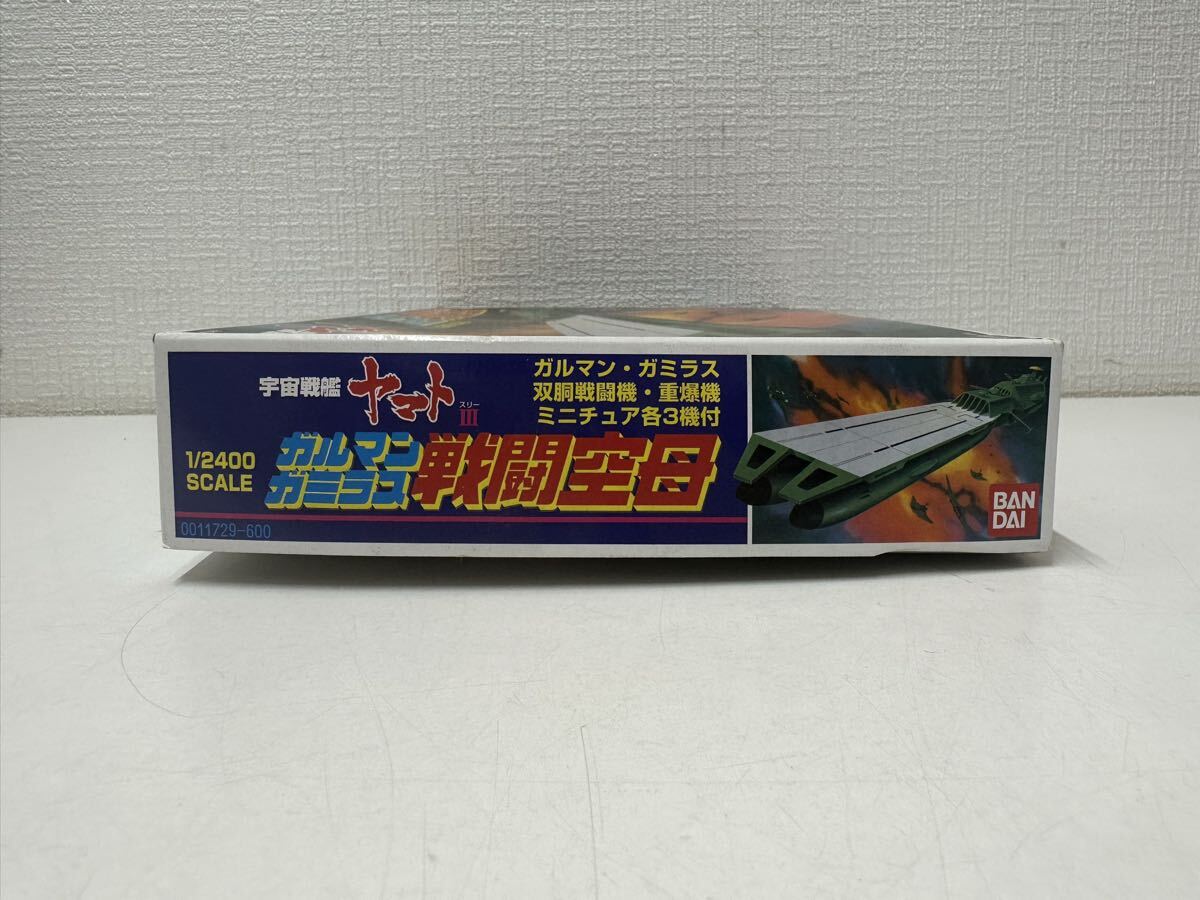 宇宙戦艦
ヤマト
スリー
III
ガルマン・ガミラス
双胴戦闘機・重爆機
ミニチュア各3機付
1/2400
SCALE
ガルマン
ガミラス
戦闘空母
0011729-600
BAN
DAI